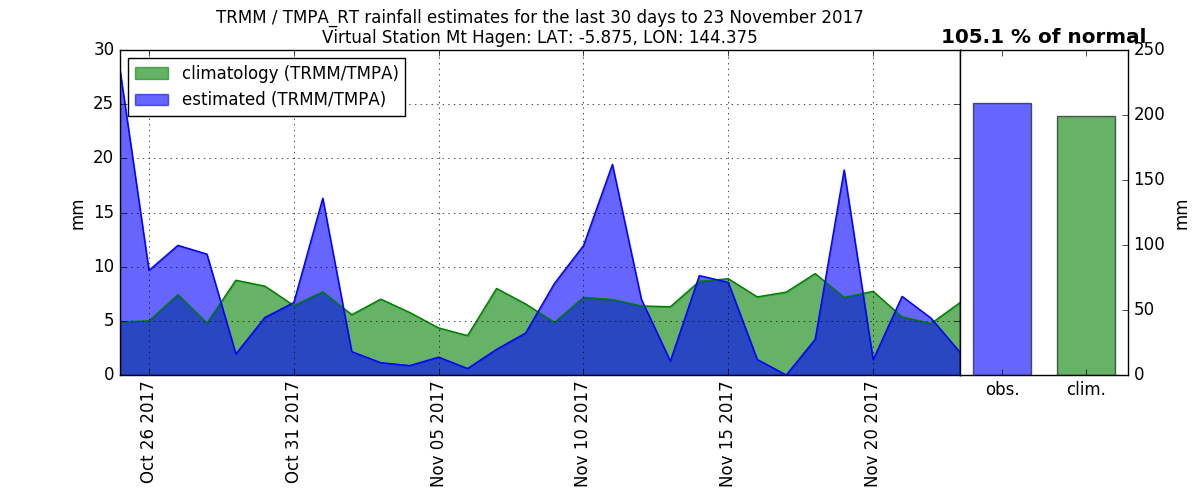 TRMM / TMPA_RT rainfall estimates for the last 30 days to 23 November 2017
Virtual Station Mt Hagen: LAT: -5.875, LON: 144.375
105.1 % of normal
climatology (TRMM/TMPA)
estimated (TRMM/TMPA)
30
25
20
15
10
5
0
mm
Oct 26 2017
Oct 31 2017
Nov 05 2017
Nov 10 2017
Nov 15 2017
Nov 20 2017
250
200
150
100
50
0
mm
obs.
clim.